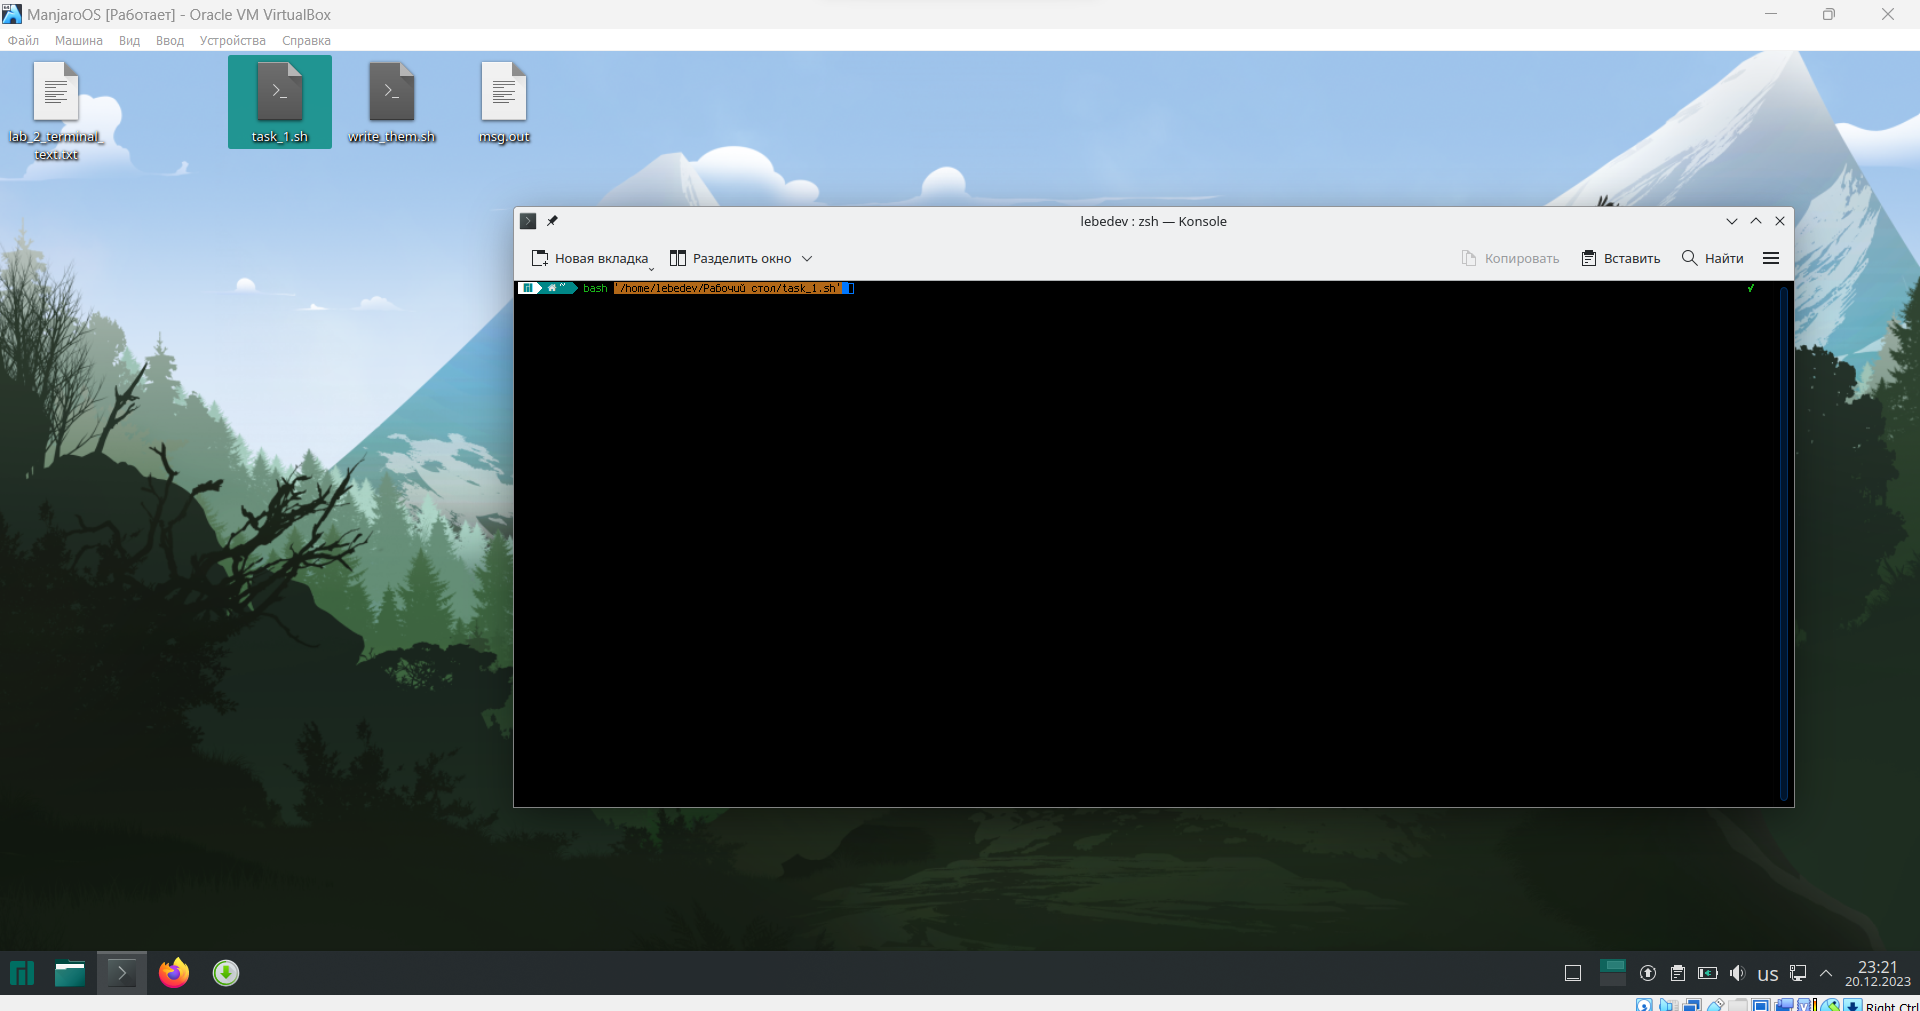 ManjaroOS [Работает] - Oracle VM VirtualBox
Файл Машина Вид Ввод Устройства Справка
lab_2_terminal_
text.txt
task_1.sh
write_them.sh
msg.out
lebedev : zsh — Konsole
Новая вкладка Разделить окно Копировать Вставить Найти
~ bash '/home/lebedev/Рабочий стол/task_1.sh'
us
23:21
20.12.2023
Right Ctrl